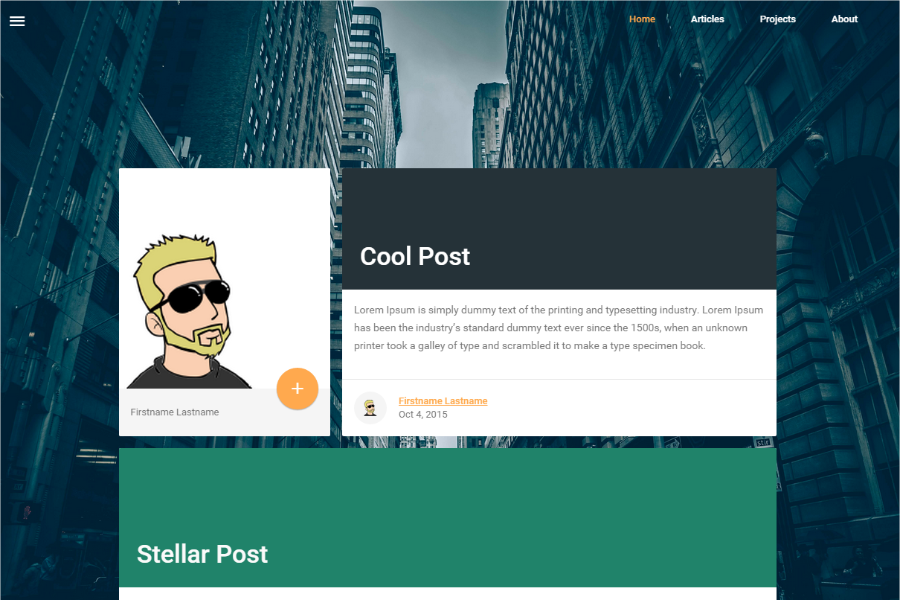 Home Articles Projects About
Cool Post
Lorem Ipsum is simply dummy text of the printing and typesetting industry. Lorem Ipsum
has been the industry's standard dummy text ever since the 1500s, when an unknown
printer took a galley of type and scrambled it to make a type specimen book.
Firstname Lastname
Oct 4, 2015
Firstname Lastname
Stellar Post